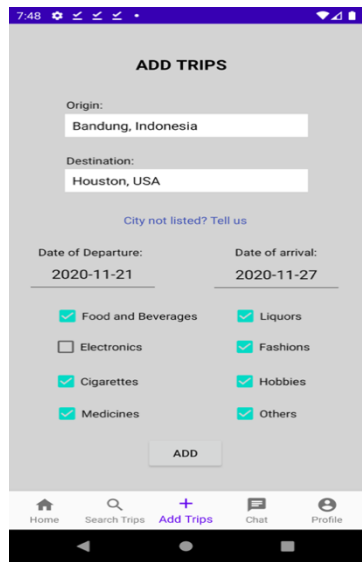 7:48
ADD TRIPS
Origin:
Bandung, Indonesia
Destination:
Houston, USA
City not listed? Tell us
Date of Departure: Date of arrival:
2020-11-21 2020-11-27
Food and Beverages Liquors
Electronics Fashions
Cigarettes Hobbies
Medicines Others
ADD
Home Search Trips Add Trips Chat Profile